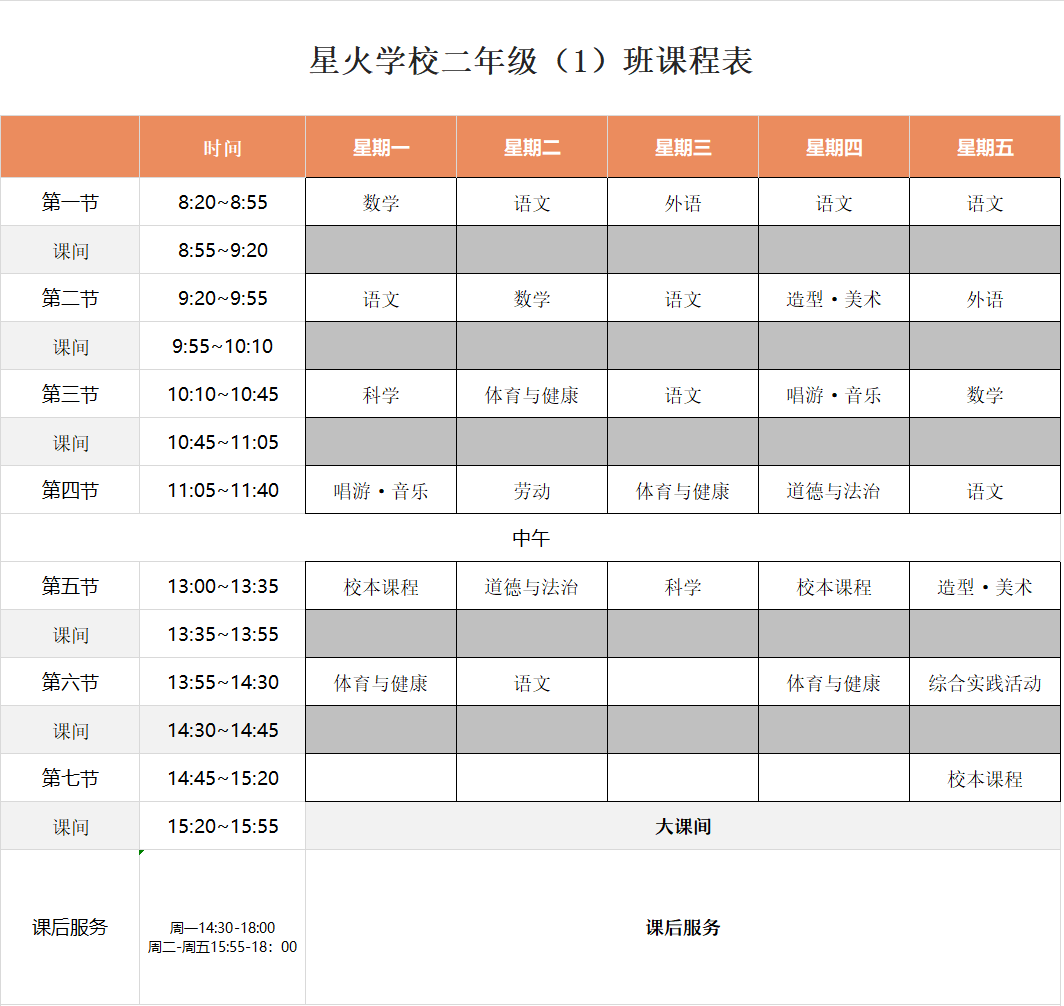 星火学校二年级（1）班课程表
时间 星期一 星期二 星期三 星期四 星期五
第一节 8:20~8:55 数学 语文 外语 语文 语文
课间 8:55~9:20
第二节 9:20~9:55 语文 数学 语文 造型·美术 外语
课间 9:55~10:10
第三节 10:10~10:45 科学 体育与健康 语文 唱游·音乐 数学
课间 10:45~11:05
第四节 11:05~11:40 唱游·音乐 劳动 体育与健康 道德与法治 语文
中午
第五节 13:00~13:35 校本课程 道德与法治 科学 校本课程 造型·美术
课间 13:35~13:55
第六节 13:55~14:30 体育与健康 语文 体育与健康 综合实践活动
课间 14:30~14:45
第七节 14:45~15:20 校本课程
课间 15:20~15:55 大课间
课后服务 周一14:30-18:00 课后服务
周二-周五15:55-18：00